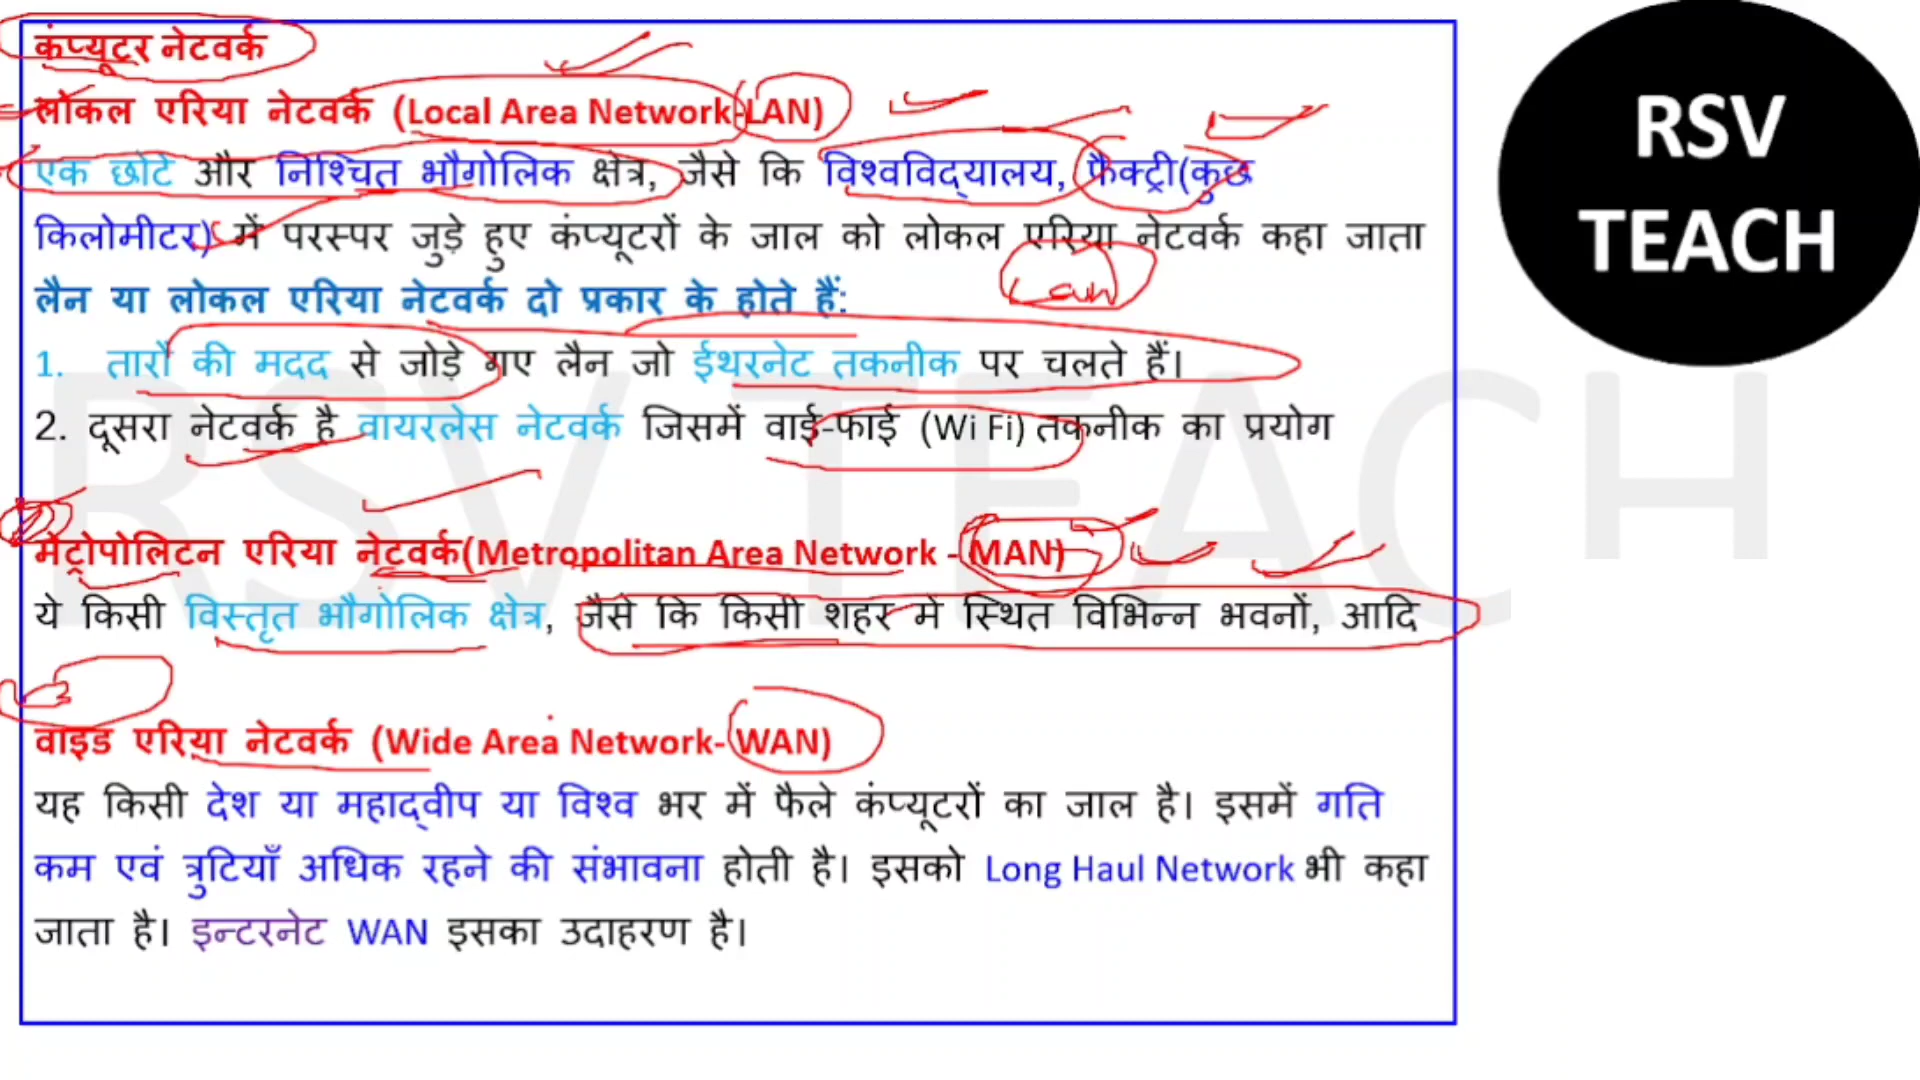 कंप्यूटर नेटवर्क
लोकल एरिया नेटवर्क (Local Area Network-LAN)
एक छोटे और निश्चित भौगोलिक क्षेत्र, जैसे कि विश्वविद्यालय, फैक्ट्री(कुछ
किलोमीटर) में परस्पर जुड़े हुए कंप्यूटरों के जाल को लोकल एरिया नेटवर्क कहा जाता
Lan
लैन या लोकल एरिया नेटवर्क दो प्रकार के होते हैं:
1. तारों की मदद से जोड़े गए लैन जो ईथरनेट तकनीक पर चलते हैं।
2. दूसरा नेटवर्क है वायरलेस नेटवर्क जिसमें वाई-फाई (Wi Fi) तकनीक का प्रयोग
मेट्रोपोलिटन एरिया नेटवर्क(Metropolitan Area Network - MAN)
ये किसी विस्तृत भौगोलिक क्षेत्र, जैसे कि किसी शहर मे स्थित विभिन्न भवनों, आदि
वाइड एरिया नेटवर्क (Wide Area Network- WAN)
यह किसी देश या महाद्वीप या विश्व भर में फैले कंप्यूटरों का जाल है। इसमें गति
कम एवं त्रुटियाँ अधिक रहने की संभावना होती है। इसको Long Haul Network भी कहा
जाता है। इन्टरनेट WAN इसका उदाहरण है।
RSV
TEACH
RSV TEACH